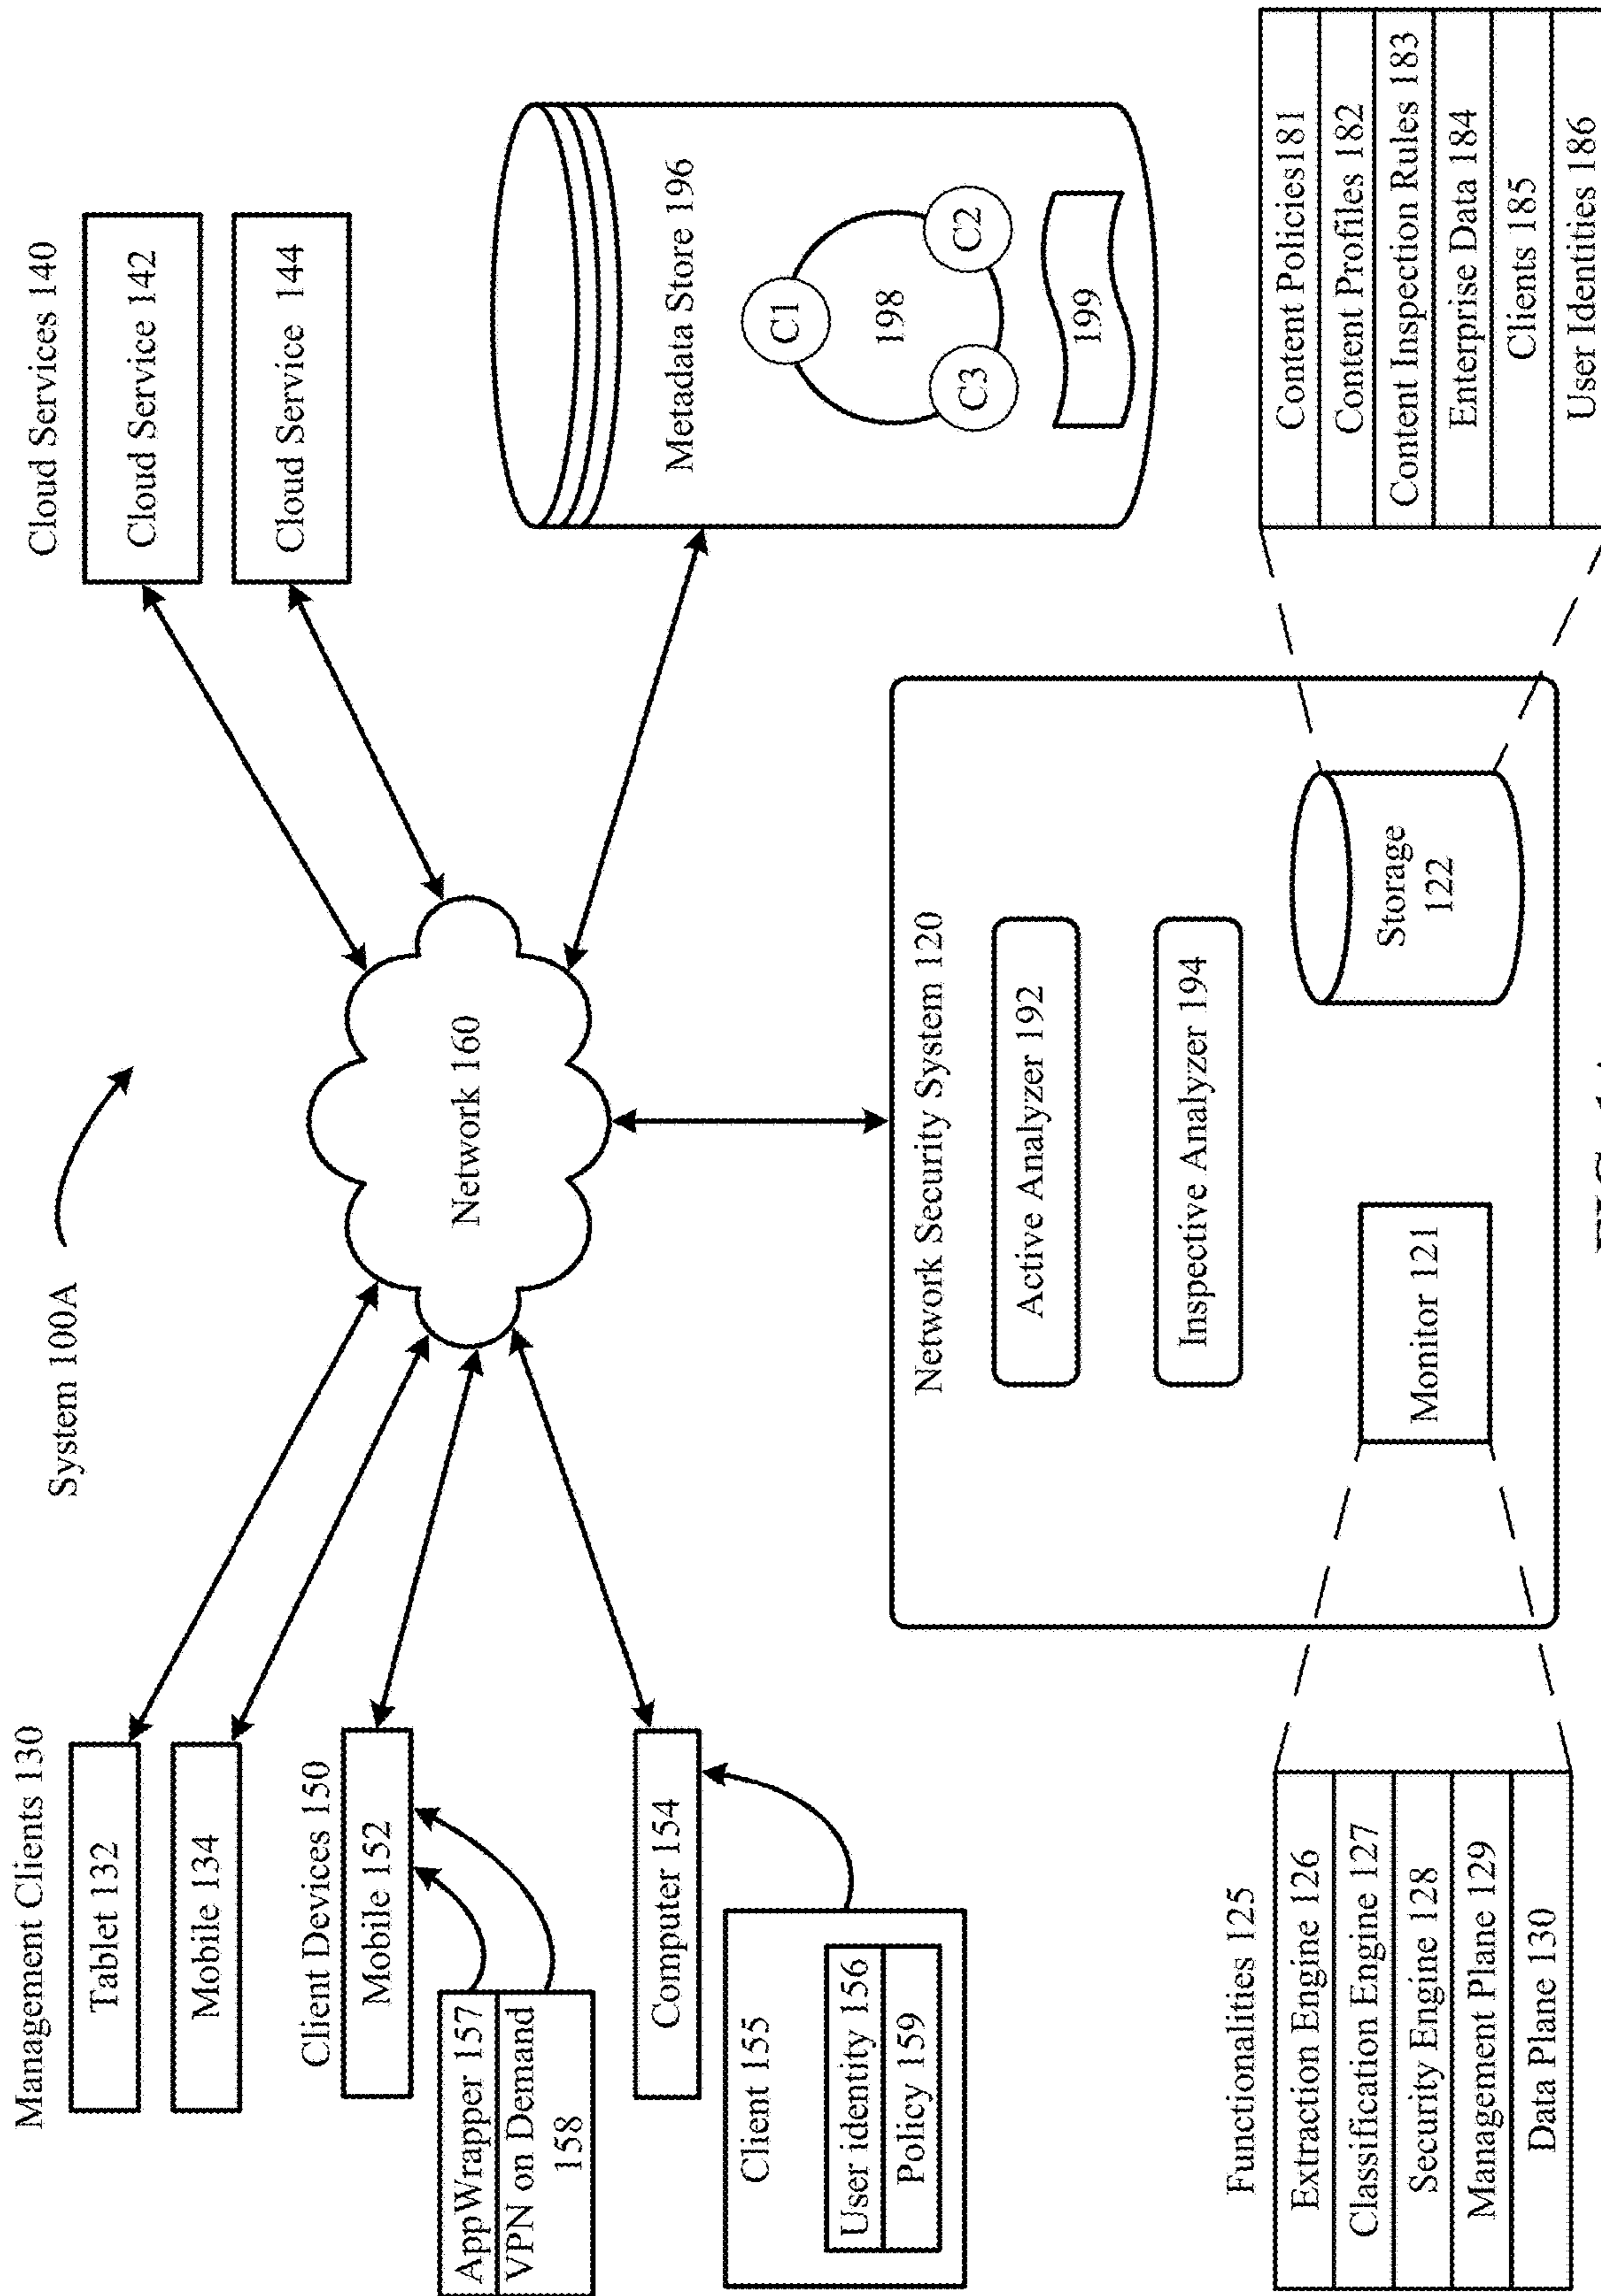 System 100A
Management Clients 130
Tablet 132
Mobile 134
Client Devices 150
Mobile 152
AppWrapper 157
VPN on Demand
158
Computer 154
Client 155
User identity 156
Policy 159
Network 160
Cloud Services 140
Cloud Service 142
Cloud Service 144
Metadata Store 196
C1
198
C3
C2
199
Network Security System 120
Active Analyzer 192
Inspective Analyzer 194
Monitor 121
Storage
122
Functionalities 125
Extraction Engine 126
Classification Engine 127
Security Engine 128
Management Plane 129
Data Plane 130
Content Policies181
Content Profiles 182
Content Inspection Rules 183
Enterprise Data 184
Clients 185
User Identities 186